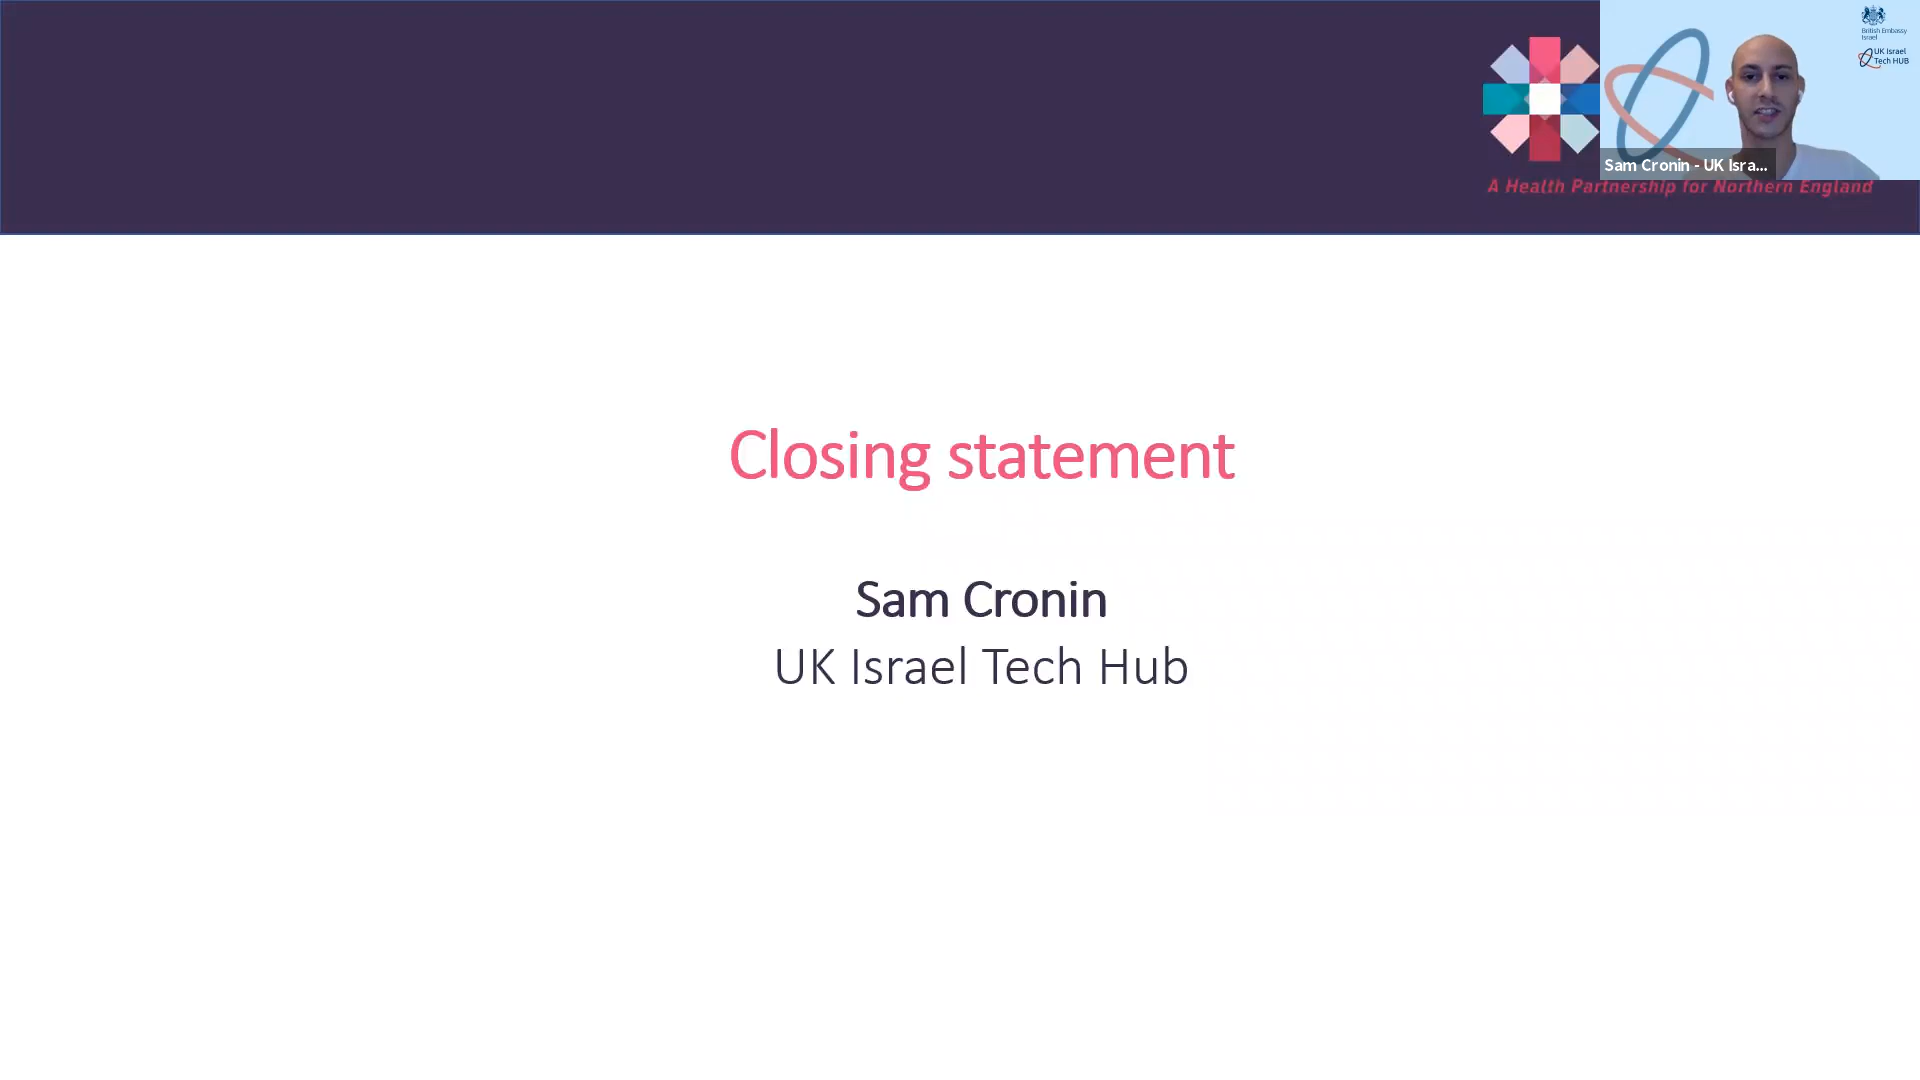 British Embassy
Israel
UK Israel
Tech HUB
Sam Cronin - UK Isra...
A Health Partnership for Northern England
Closing statement
Sam Cronin
UK Israel Tech Hub